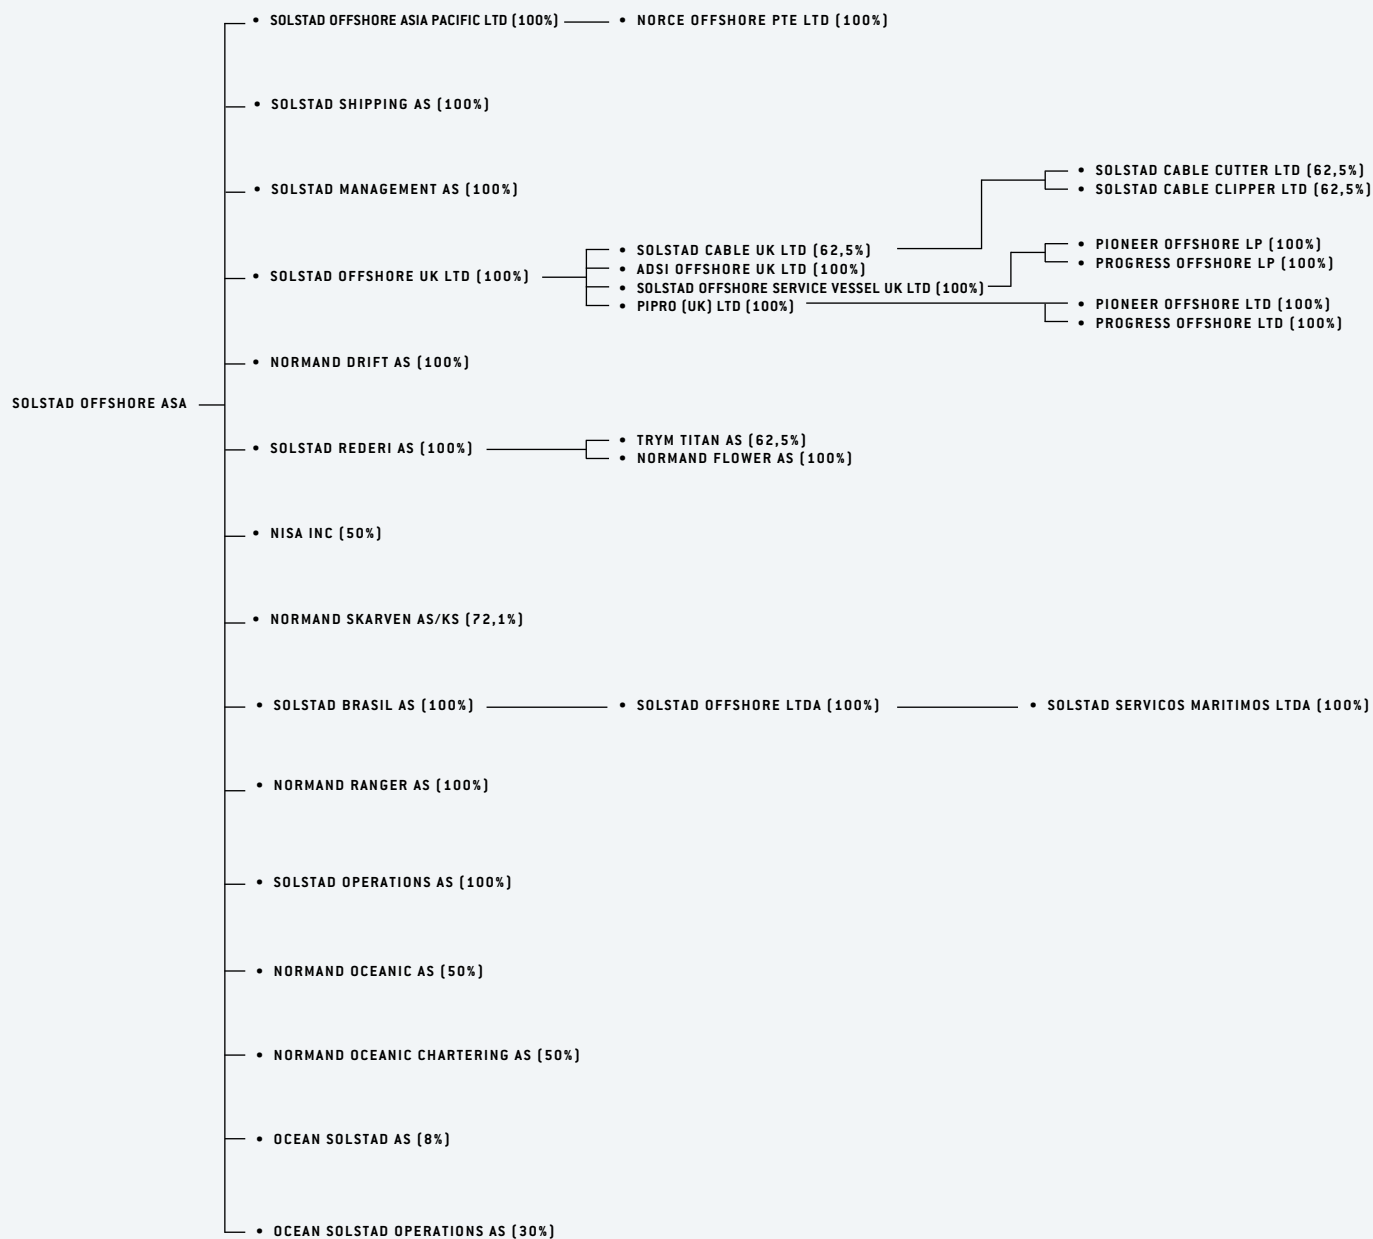 SOLSTAD OFFSHORE ASIA PACIFIC LTD (100%)
NORCE OFFSHORE PTE LTD (100%)
SOLSTAD SHIPPING AS (100%)
SOLSTAD CABLE CUTTER LTD (62,5%)
SOLSTAD MANAGEMENT AS (100%)
SOLSTAD CABLE CLIPPER LTD (62,5%)
SOLSTAD CABLE UK LTD (62,5%)
PIONEER OFFSHORE LP (100%)
ADSI OFFSHORE UK LTD (100%)
PROGRESS OFFSHORE LP (100%)
SOLSTAD OFFSHORE UK LTD (100%)
SOLSTAD OFFSHORE SERVICE VESSEL UK LTD (100%)
PIPRO (UK) LTD (100%)
PIONEER OFFSHORE LTD (100%)
PROGRESS OFFSHORE LTD (100%)
NORMAND DRIFT AS (100%)
SOLSTAD OFFSHORE ASA
SOLSTAD REDERI AS (100%)
TRYM TITAN AS (62,5%)
NORMAND FLOWER AS (100%)
NISA INC (50%)
NORMAND SKARVEN AS/KS (72,1%)
SOLSTAD BRASIL AS (100%)
SOLSTAD OFFSHORE LTDA (100%)
SOLSTAD SERVICOS MARITIMOS LTDA (100%)
NORMAND RANGER AS (100%)
SOLSTAD OPERATIONS AS (100%)
NORMAND OCEANIC AS (50%)
NORMAND OCEANIC CHARTERING AS (50%)
OCEAN SOLSTAD AS (8%)
OCEAN SOLSTAD OPERATIONS AS (30%)